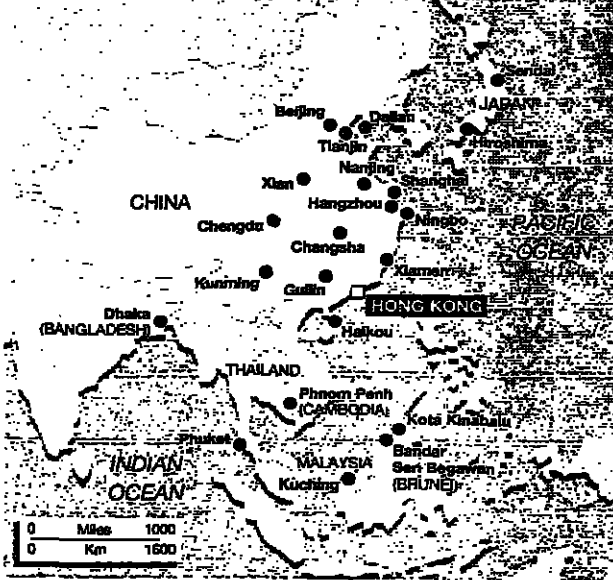 Sendai
JAPAN
Beijing
Dalian
Tianjin
Hiroshima
Nanjing
Xian
Shanghai
CHINA
Hangzhou
Ningbo
Chengdu
PACIFIC
OCEAN
Changsha
Xiamen
Kunming
Guilin
HONG KONG
Dhaka
(BANGLADESH)
Haikou
THAILAND
Phnom Penh
(CAMBODIA)
Kota Kinabalu
Phuket
Bandar
Seri Begawan
(BRUNEI)
INDIAN
OCEAN
MALAYSIA
Kuching
0 Miles 1000
0 Km 1600